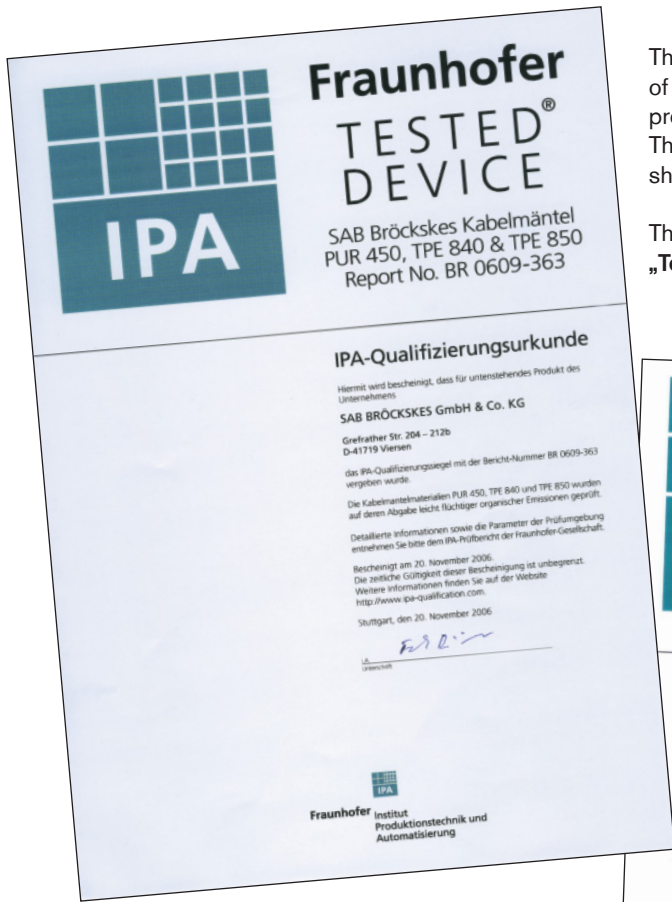 Fraunhofer
TESTED®
DEVICE
IPA
SAB Bröckskes Kabelmäntel
PUR 450, TPE 840 & TPE 850
Report No. BR 0609-363
IPA-Qualifizierungsurkunde
Hiermit wird bescheinigt, dass für untenstehendes Produkt des
Unternehmens
SAB BRÖCKSKES GmbH & Co. KG
Grefrather Str. 204 – 212b
D-41719 Viersen
das IPA-Qualifizierungssiegel mit der Bericht-Nummer BR 0609-363
vergeben wurde.
Die Kabelmantelmaterialien PUR 450, TPE 840 und TPE 850 wurden
auf deren Abgabe leicht flüchtiger organischer Emissionen geprüft.
Detaillierte Informationen sowie die Parameter der Prüfumgebung
entnehmen Sie bitte dem IPA-Prüfbericht der Fraunhofer-Gesellschaft.
Bescheinigt am 20. November 2006.
Die zeitliche Gültigkeit dieser Bescheinigung ist unbegrenzt.
Weitere Informationen finden Sie auf der Website
http://www.ipa-qualification.com.
Stuttgart, den 20. November 2006
i.A.
Unterschrift
IPA
Fraunhofer Institut
Produktionstechnik und
Automatisierung
Th
of
pr
Th
sh
Th
„T